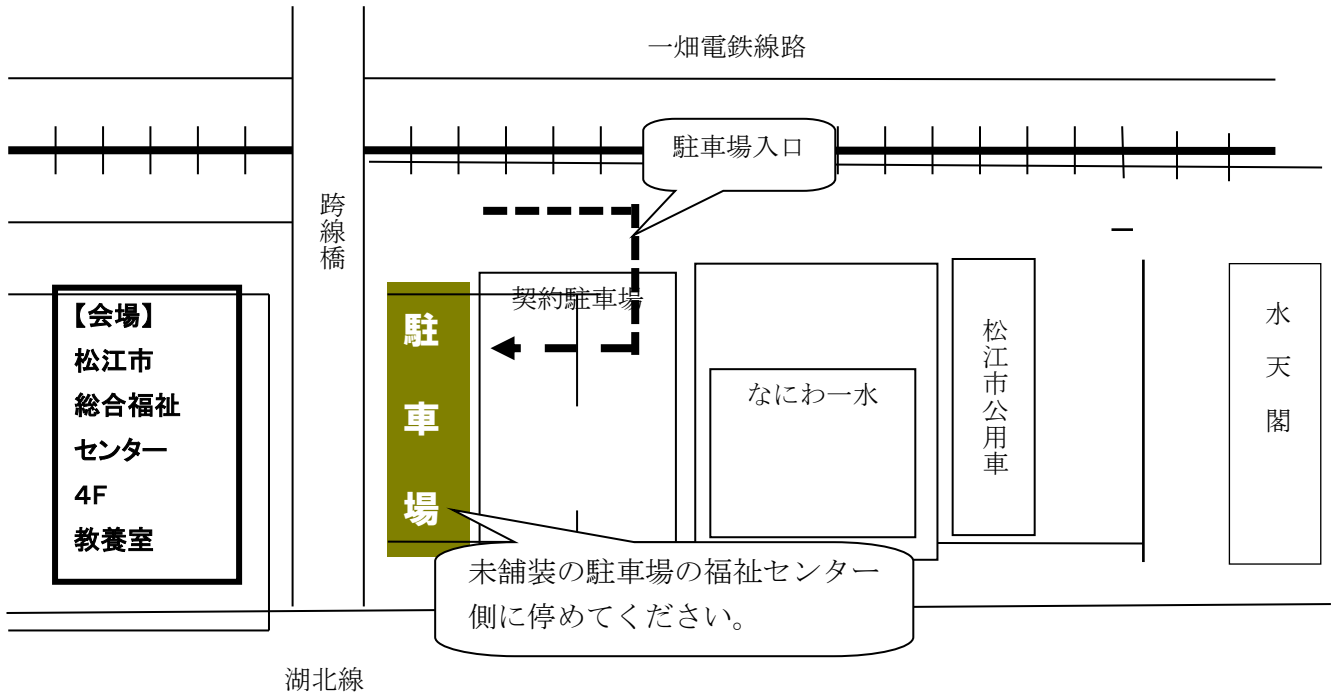 一畑電鉄線路
駐車場入口
跨線橋
契約駐車場
【会場】
松江市
総合福祉
センター
4F
教養室
駐車場
なにわ一水
松江市公用車
水天閣
未舗装の駐車場の福祉センター
側に停めてください。
湖北線